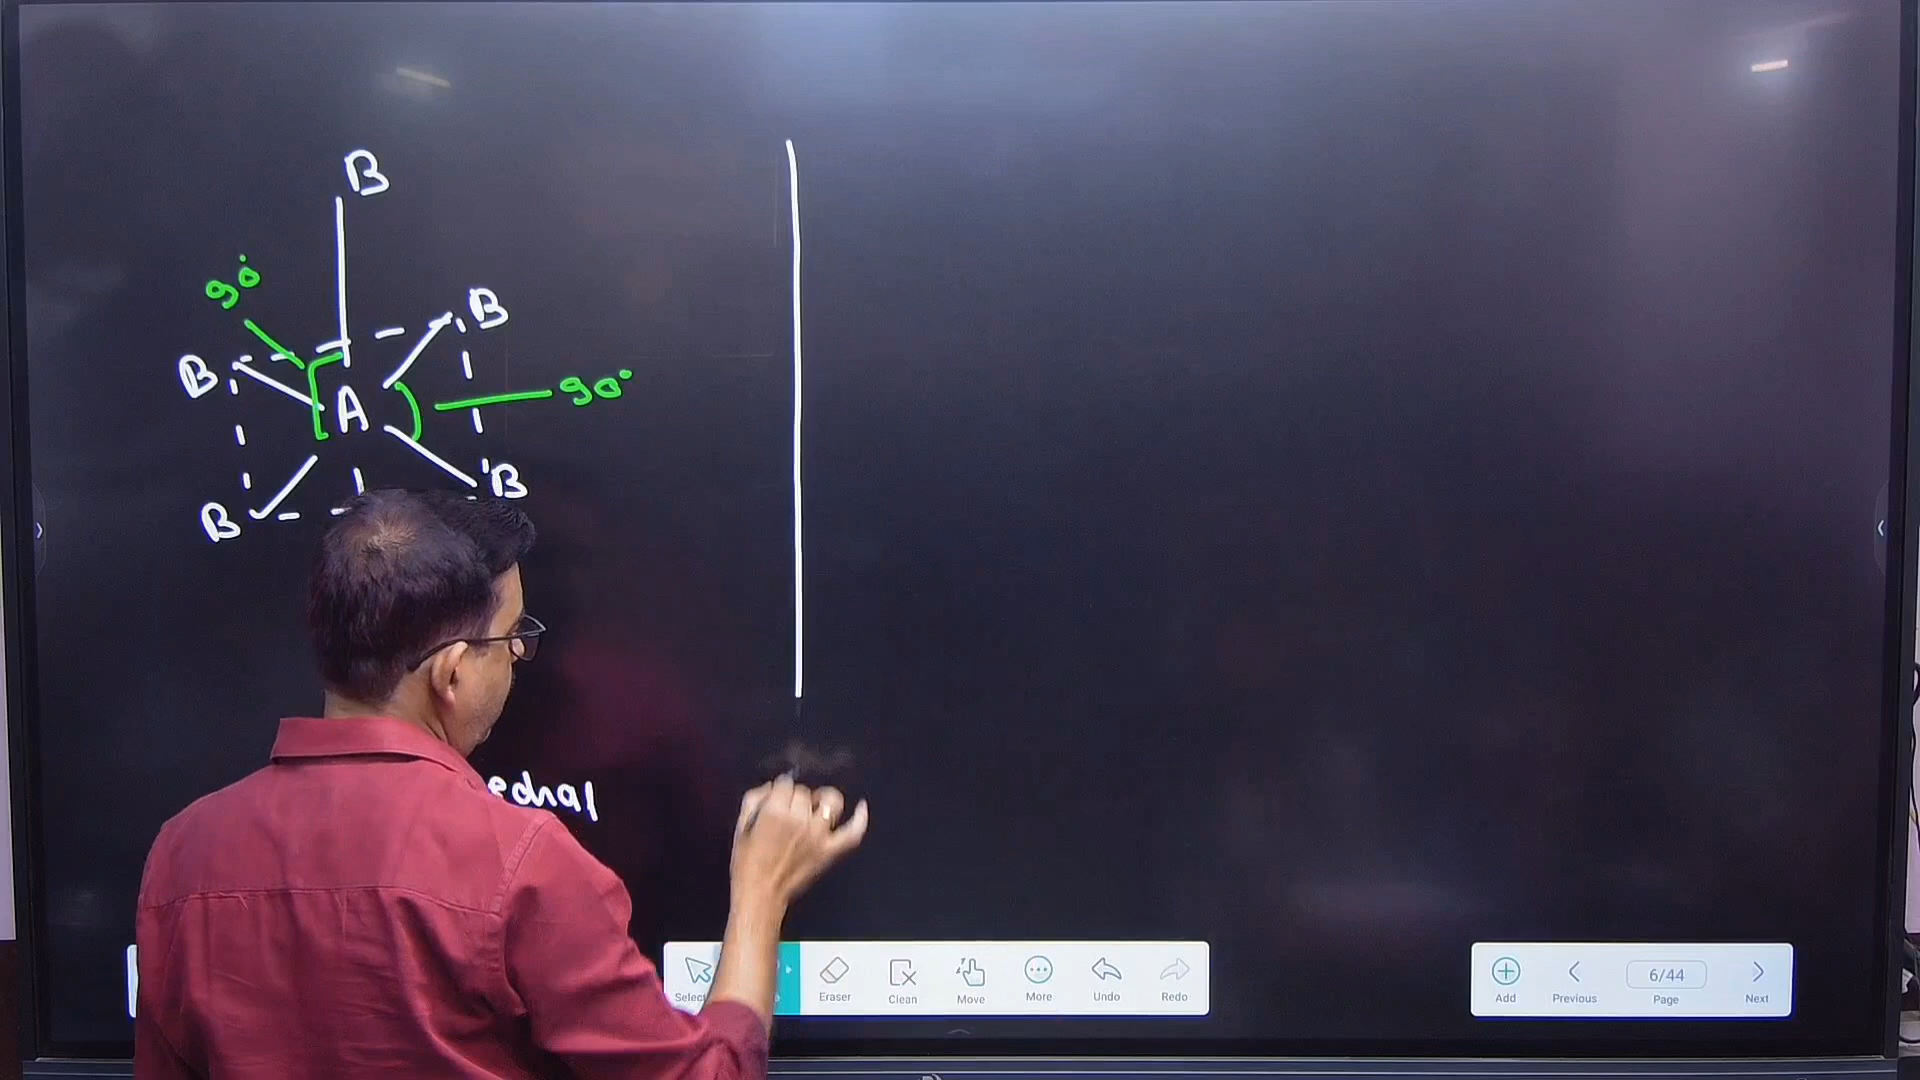 B
90°
B
B
A
90°
B
B
edral
Select
Eraser
Clean
Move
More
Undo
Redo
Add
Previous
6/44
Page
Next